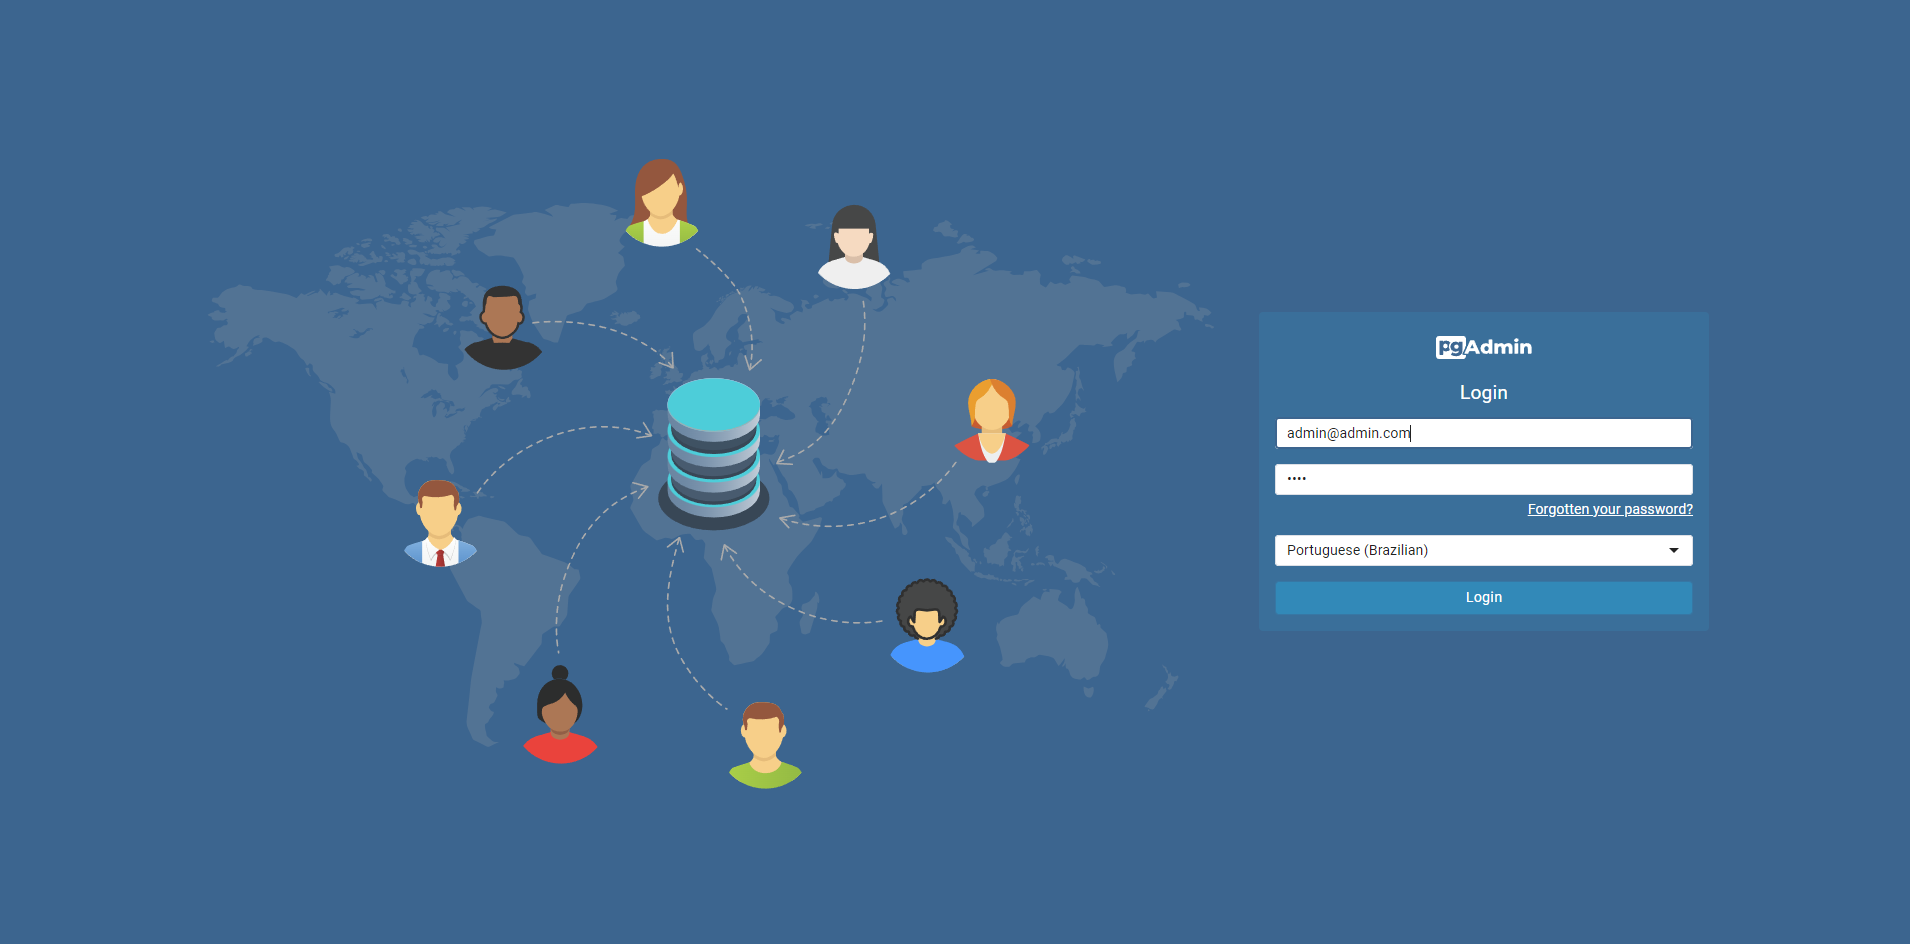 pgAdmin
Login
admin@admin.com
••••
Forgotten your password?
Portuguese (Brazilian)
Login